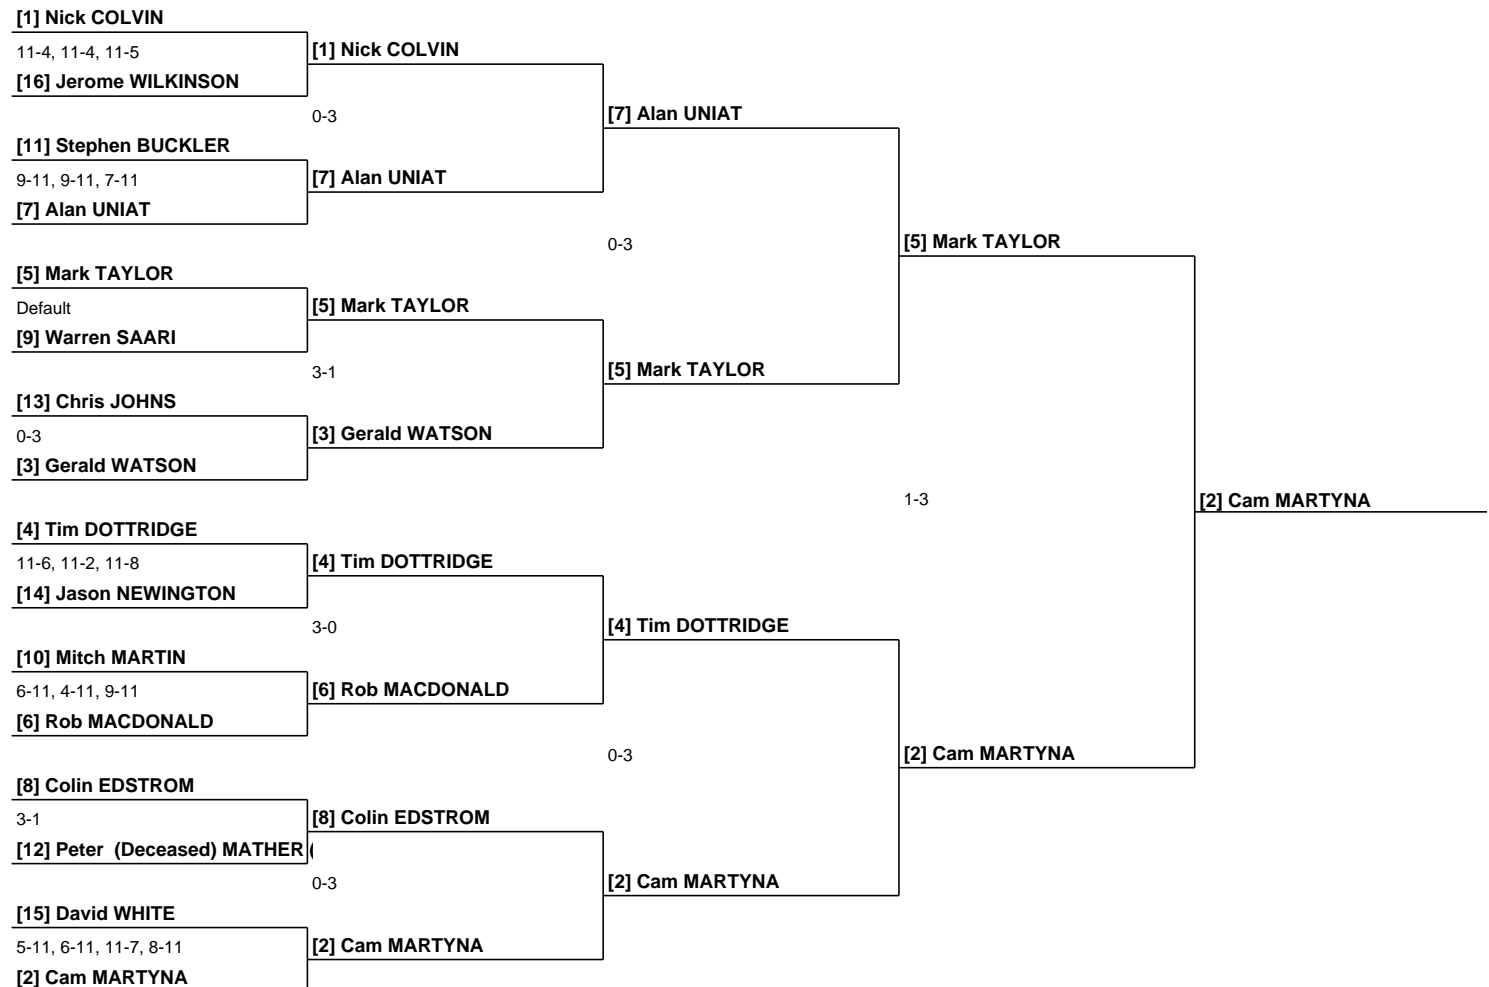 [1] Nick COLVIN
11-4, 11-4, 11-5
[1] Nick COLVIN
[16] Jerome WILKINSON
0-3
[7] Alan UNIAT
[11] Stephen BUCKLER
9-11, 9-11, 7-11
[7] Alan UNIAT
[7] Alan UNIAT
0-3
[5] Mark TAYLOR
[5] Mark TAYLOR
Default
[5] Mark TAYLOR
[9] Warren SAARI
3-1
[5] Mark TAYLOR
[13] Chris JOHNS
0-3
[3] Gerald WATSON
[3] Gerald WATSON
1-3
[2] Cam MARTYNA
[4] Tim DOTTRIDGE
11-6, 11-2, 11-8
[4] Tim DOTTRIDGE
[14] Jason NEWINGTON
3-0
[4] Tim DOTTRIDGE
[10] Mitch MARTIN
6-11, 4-11, 9-11
[6] Rob MACDONALD
[6] Rob MACDONALD
0-3
[2] Cam MARTYNA
[8] Colin EDSTROM
3-1
[8] Colin EDSTROM
[12] Peter  (Deceased) MATHER (
0-3
[2] Cam MARTYNA
[15] David WHITE
5-11, 6-11, 11-7, 8-11
[2] Cam MARTYNA
[2] Cam MARTYNA